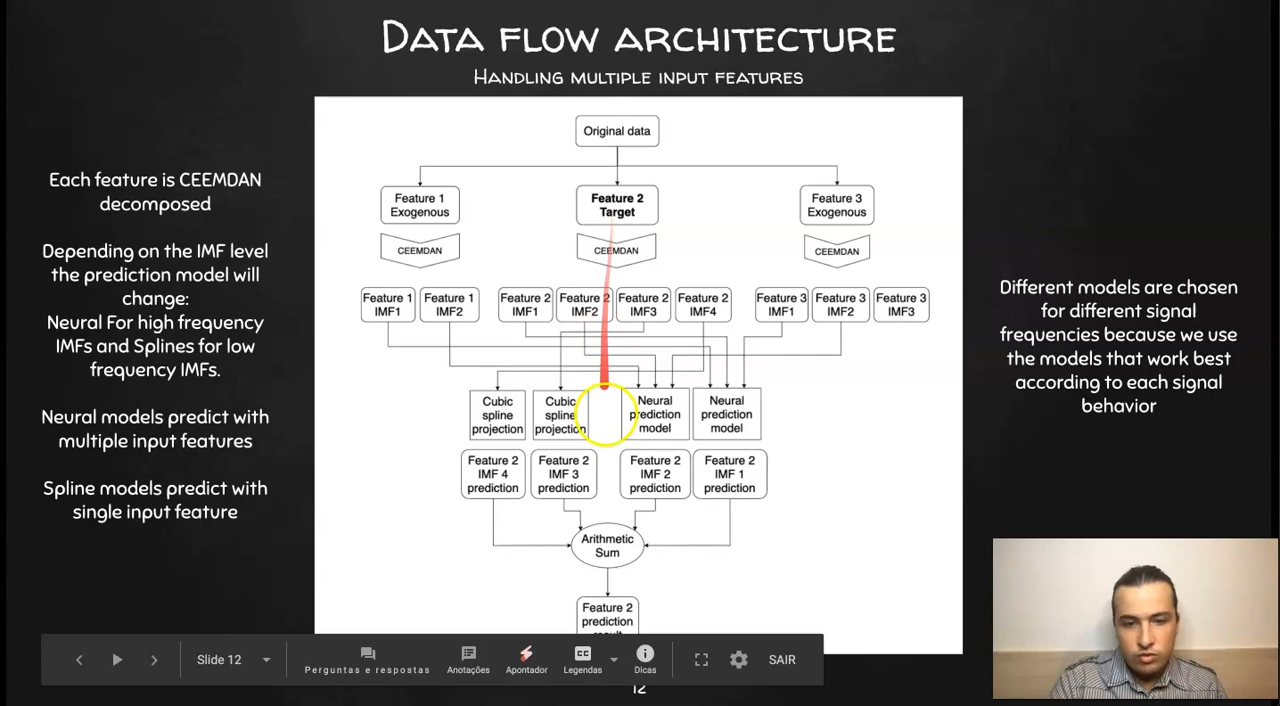 DATA FLOW ARCHITECTURE
HANDLING MULTIPLE INPUT FEATURES
Each feature is CEEMDAN
decomposed
Depending on the IMF level
the prediction model will
change:
Neural For high frequency
IMFs and Splines for low
frequency IMFs.
Neural models predict with
multiple input features
Spline models predict with
single input feature
Original data
Feature 1
Exogenous
Feature 2
Target
Feature 3
Exogenous
CEEMDAN
CEEMDAN
CEEMDAN
Feature 1
IMF1
Feature 1
IMF2
Feature 2
IMF1
Feature 2
IMF2
Feature 2
IMF3
Feature 2
IMF4
Feature 3
IMF1
Feature 3
IMF2
Feature 3
IMF3
Cubic
spline
projection
Cubic
spline
projection
Neural
prediction
model
Neural
prediction
model
Feature 2
IMF 4
prediction
Feature 2
IMF 3
prediction
Feature 2
IMF 2
prediction
Feature 2
IMF 1
prediction
Arithmetic
Sum
Feature 2
prediction
result
Different models are chosen
for different signal
frequencies because we use
the models that work best
according to each signal
behavior
Slide 12
Perguntas e respostas
Anotações
Apontador
CC
Legendas
Dicas
SAIR
12